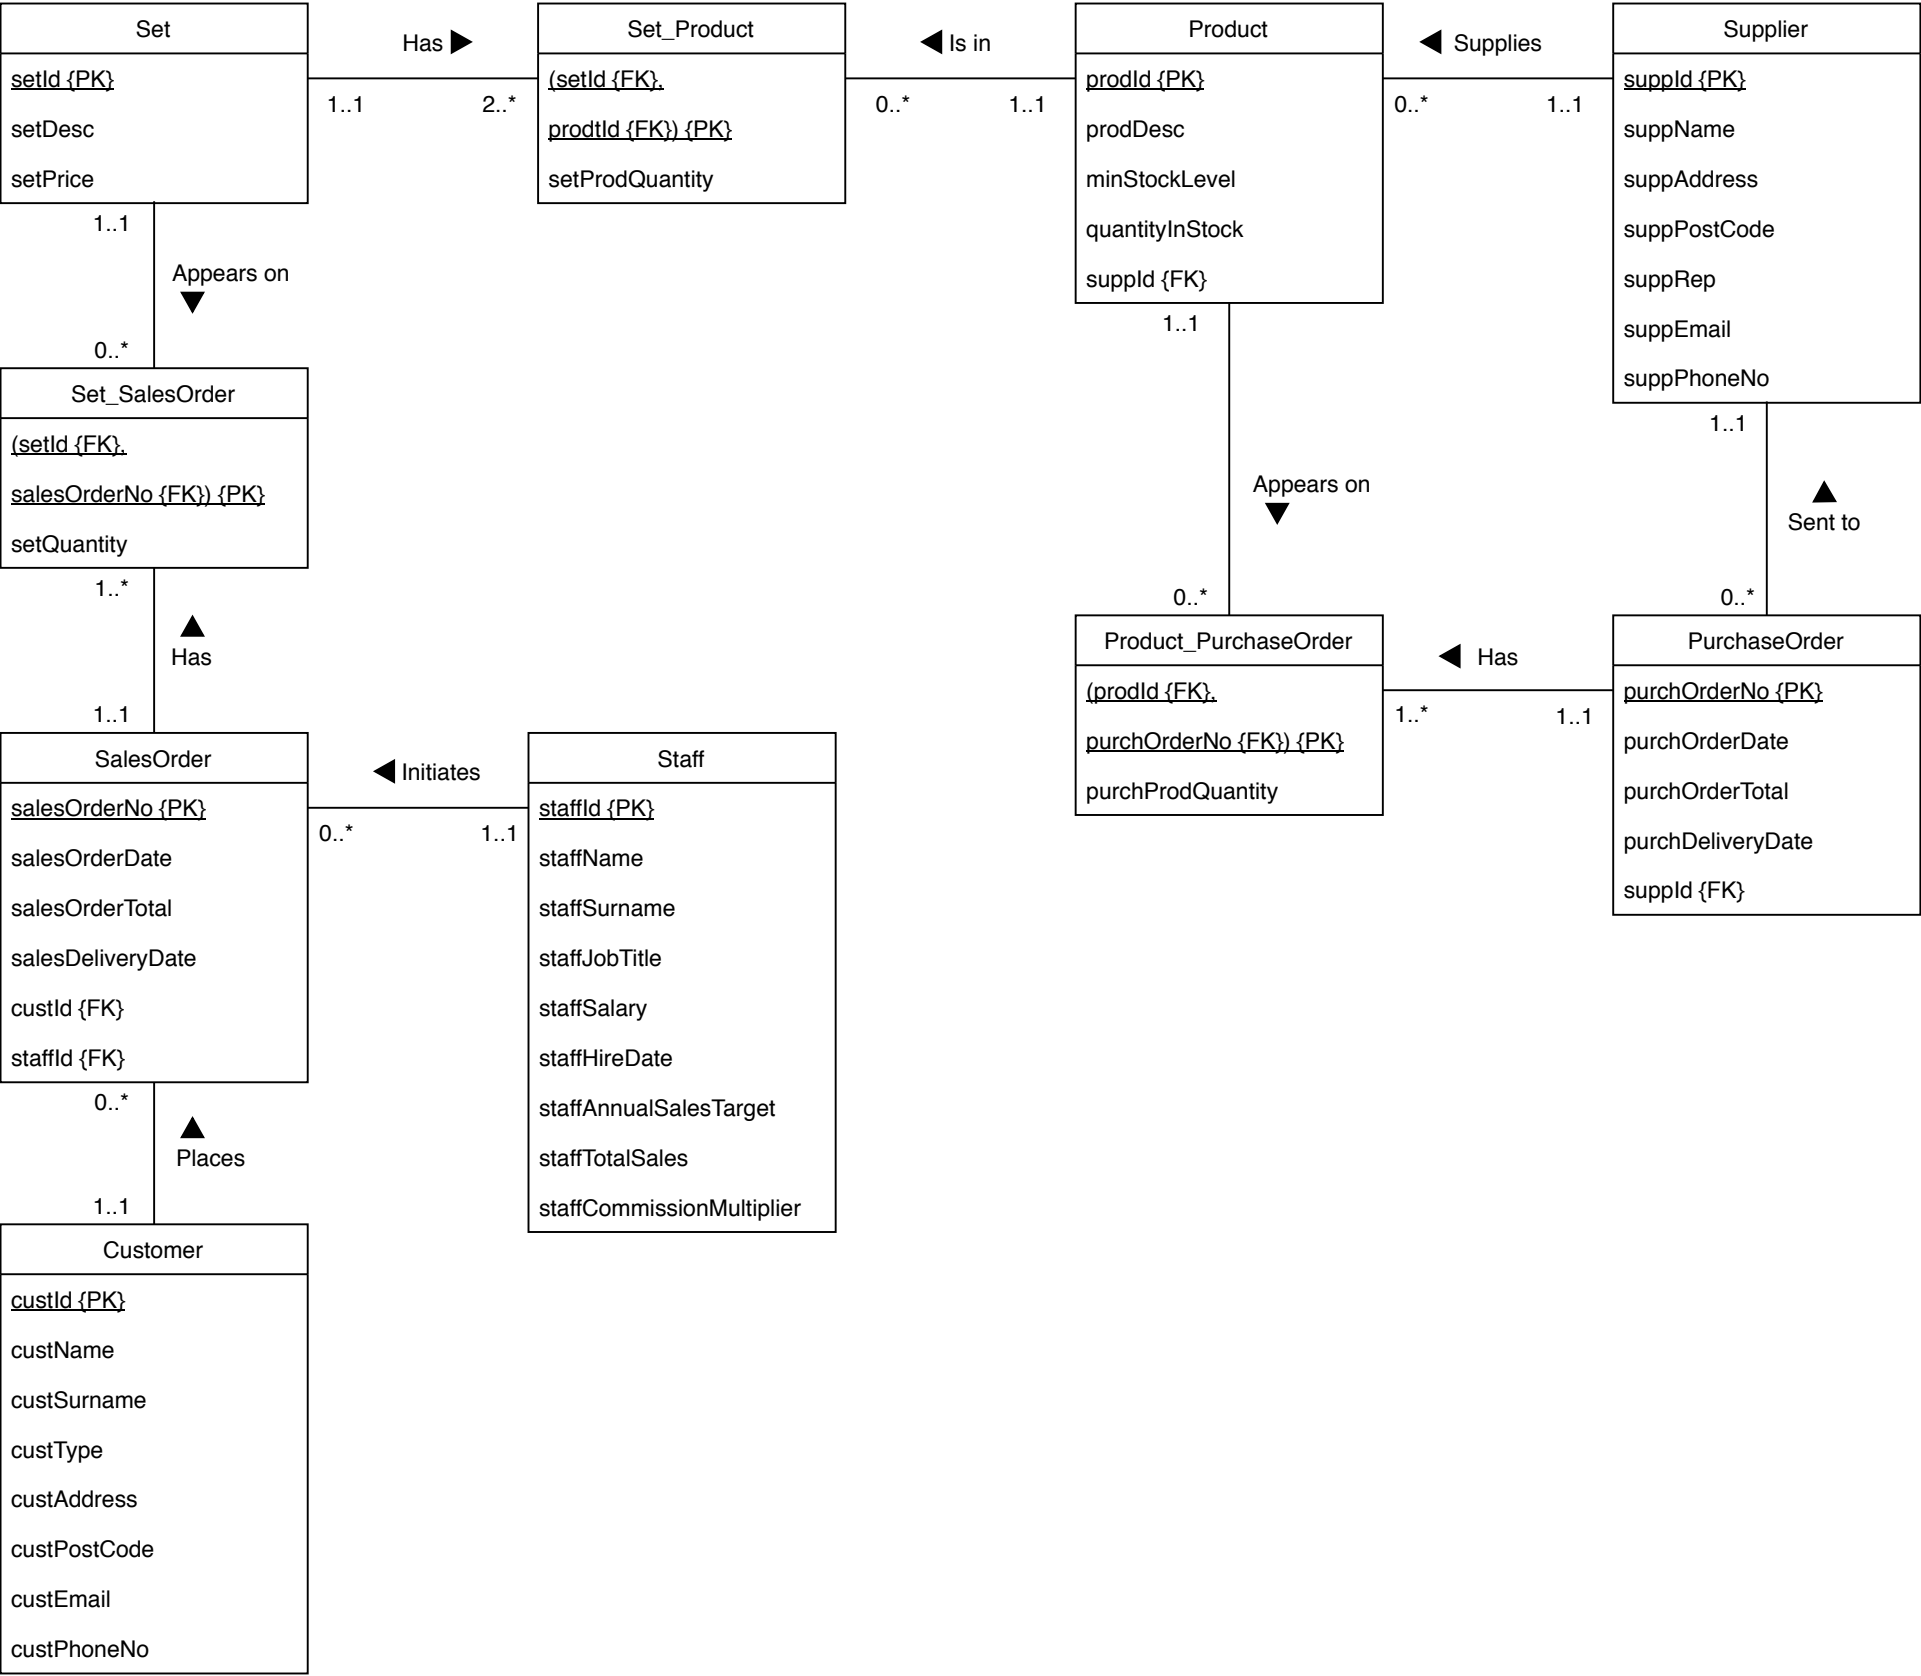 Set
setId {PK}
setDesc
setPrice
Has
1..1
2..*
Set_Product
(setId {FK},
prodtId {FK}) {PK}
setProdQuantity
Is in
0..*
1..1
Product
prodId {PK}
prodDesc
minStockLevel
quantityInStock
suppId {FK}
Supplies
0..*
1..1
Supplier
suppId {PK}
suppName
suppAddress
suppPostCode
suppRep
suppEmail
suppPhoneNo
1..1
Appears on
0..*
1..1
Appears on
0..*
1..1
Sent to
0..*
Set_SalesOrder
(setId {FK},
salesOrderNo {FK}) {PK}
setQuantity
1..*
Has
1..1
Product_PurchaseOrder
(prodId {FK},
purchOrderNo {FK}) {PK}
purchProdQuantity
Has
1..*
1..1
PurchaseOrder
purchOrderNo {PK}
purchOrderDate
purchOrderTotal
purchDeliveryDate
suppId {FK}
SalesOrder
salesOrderNo {PK}
salesOrderDate
salesOrderTotal
salesDeliveryDate
custId {FK}
staffId {FK}
Initiates
0..*
1..1
Staff
staffId {PK}
staffName
staffSurname
staffJobTitle
staffSalary
staffHireDate
staffAnnualSalesTarget
staffTotalSales
staffCommissionMultiplier
0..*
Places
1..1
Customer
custId {PK}
custName
custSurname
custType
custAddress
custPostCode
custEmail
custPhoneNo